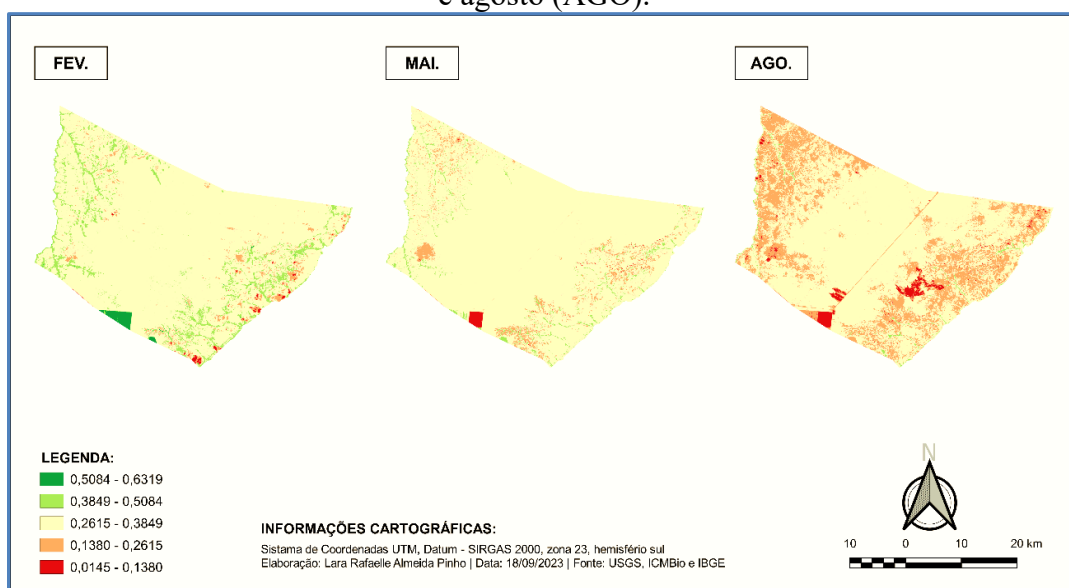 e agosto (AGO).
FEV.
MAI.
AGO.
LEGENDA:
0,5084 - 0,6319
0,3849 - 0,5084
0,2615 - 0,3849
0,1380 - 0,2615
0,0145 - 0,1380
INFORMAÇÕES CARTOGRÁFICAS:
Sistama de Coordenadas UTM, Datum - SIRGAS 2000, zona 23, hemisfério sul
Elaboração: Lara Rafaelle Almeida Pinho | Data: 18/09/2023 | Fonte: USGS, ICMBio e IBGE
N
10 0 10 20 km